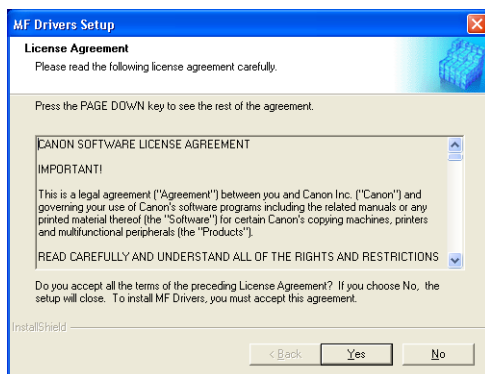 MF Drivers Setup
License Agreement
Please read the following license agreement carefully.
Press the PAGE DOWN key to see the rest of the agreement.
CANON SOFTWARE LICENSE AGREEMENT
IMPORTANT!
This is a legal agreement ("Agreement") between you and Canon Inc. ("Canon") and
governing your use of Canon's software programs including the related manuals or any
printed material thereof (the "Software") for certain Canon's copying machines, printers
and multifunctional peripherals (the "Products").
READ CAREFULLY AND UNDERSTAND ALL OF THE RIGHTS AND RESTRICTIONS
Do you accept all the terms of the preceding License Agreement? If you choose No, the
setup will close. To install MF Drivers, you must accept this agreement.
InstallShield
< Back Yes No